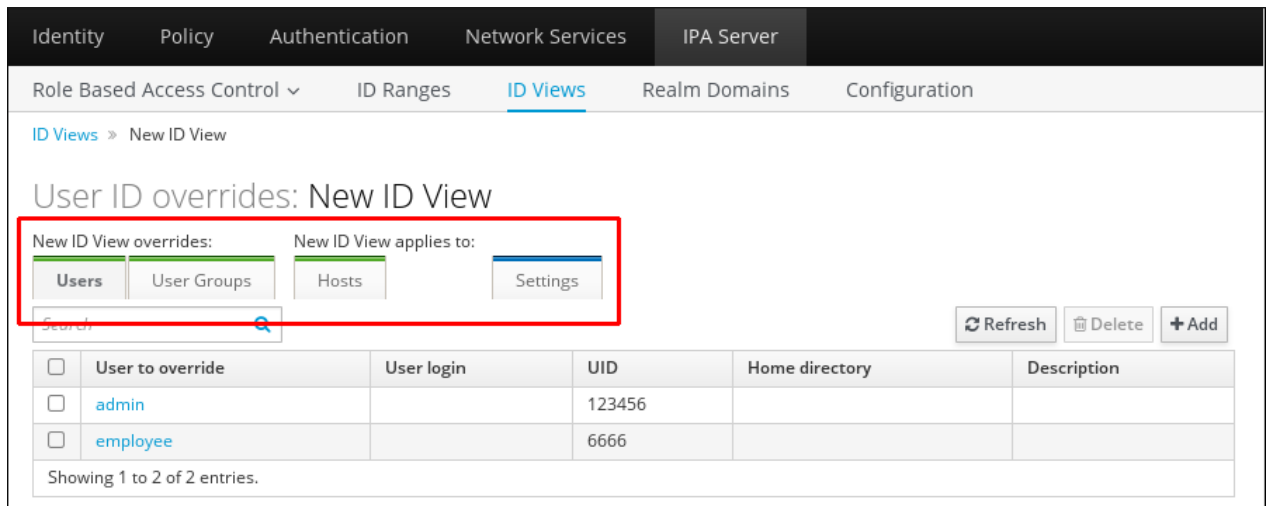 Identity Policy Authentication Network Services IPA Server
Role Based Access Control ID Ranges ID Views Realm Domains Configuration
ID Views » New ID View
User ID overrides: New ID View
New ID View overrides: New ID View applies to:
Users User Groups Hosts Settings
Search Refresh Delete Add
User to override User login UID Home directory Description
admin 123456
employee 6666
Showing 1 to 2 of 2 entries.